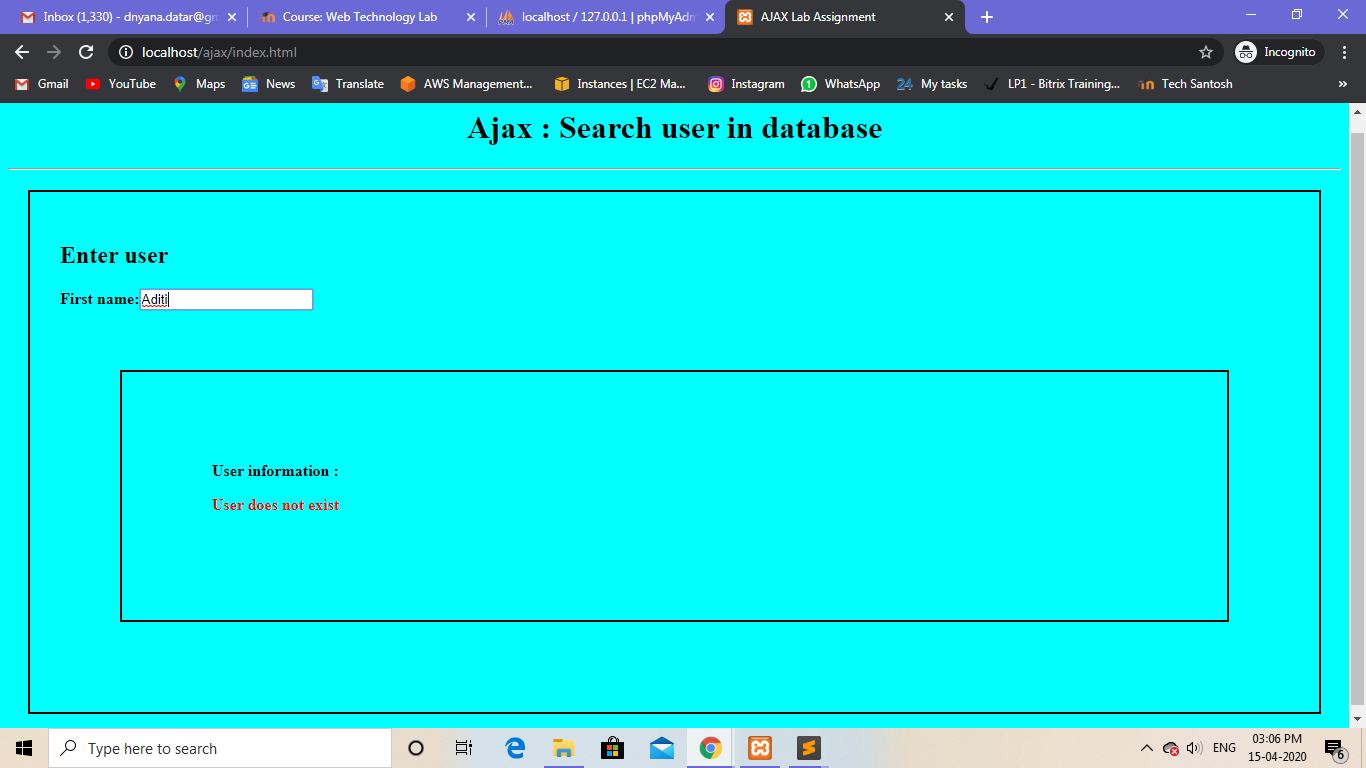 Inbox (1,330) - dnyana.datar@gm
Course: Web Technology Lab
localhost / 127.0.0.1 | phpMyAdm
AJAX Lab Assignment
localhost/ajax/index.html
Incognito
Gmail
YouTube
Maps
News
Translate
AWS Management...
Instances | EC2 Ma...
Instagram
WhatsApp
24 My tasks
LP1 - Bitrix Training...
Tech Santosh
»
Ajax : Search user in database
Enter user
First name: Aditi
User information :
User does not exist
Type here to search
ENG
03:06 PM
15-04-2020
6